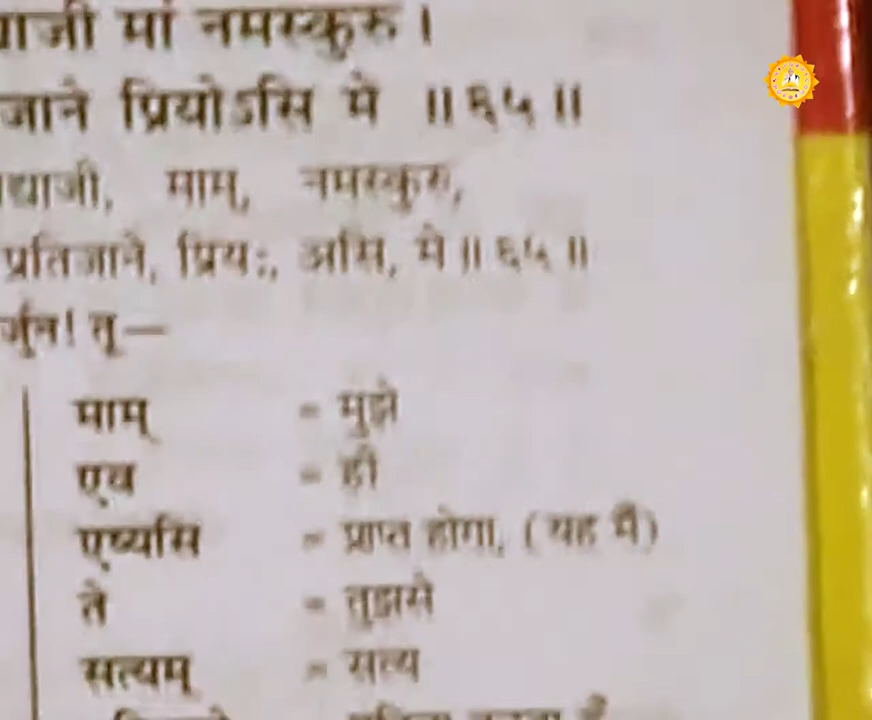 द्याजी मां नमस्कुरु ।
जाने प्रियोऽसि मे ॥ ६५ ॥
द्याजी, माम्, नमस्कुरु,
प्रतिजाने, प्रियः, असि, मे ॥ ६५ ॥
र्जुन! तू—
माम् = मुझे
एव = ही
एष्यसि = प्राप्त होगा, ( यह मैं)
ते = तुझसे
सत्यम् = सत्य